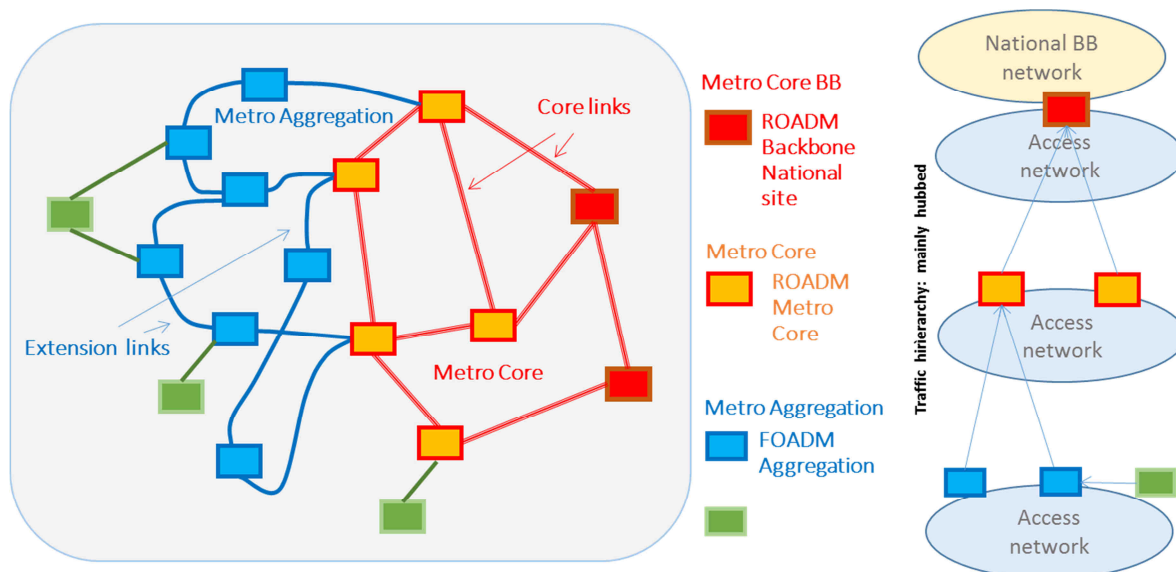 Metro Aggregation
Core links
Extension links
Metro Core
Metro Core BB
ROADM
Backbone
National
site
Metro Core
ROADM
Metro
Core
Metro Aggregation
FOADM
Aggregation
Traffic hirierarchy: mainly hubbed
National BB
network
Access
network
Access
network
Access
network